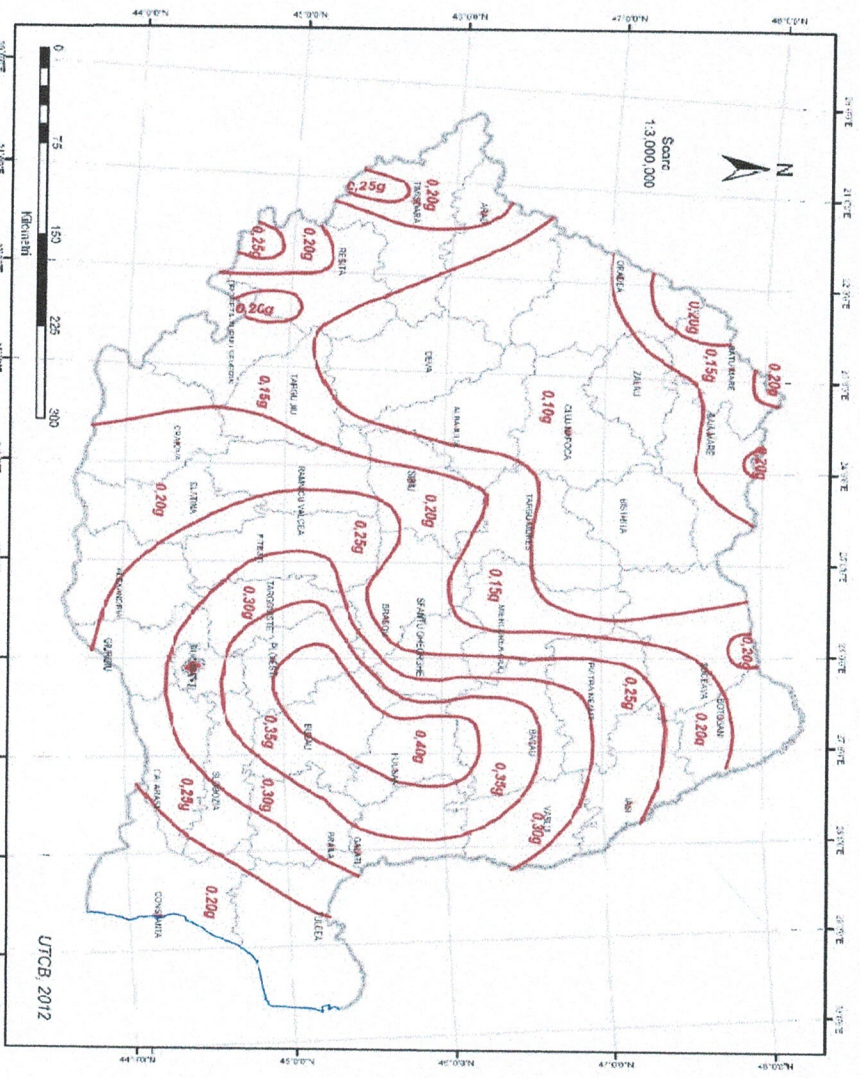 N
Scara
1:3,000,000
0,20g
0,20g
0,20g
0,20g
SATU MARE
0,15g
BAIA MARE
BOTOSANI
SUCEAVA
0,20g
ORADEA
ZALAU
BISTRITA
0,25g
IASI
PIATRA NEAMT
CLUJ-NAPOCA
0,10g
TARGU MURES
BACAU
VASLUI
0,30g
ARAD
0,15g
MIERCUREA-CIUC
0,35g
ALBA IULIA
TIMISOARA
0,20g
DEVA
SIBIU
0,20g
SFANTU GHEORGHE
0,40g
FOCSANI
0,25g
RESITA
BRASOV
0,25g
GALATI
BRAILA
0,20g
TARGU JIU
RAMNICU VALCEA
BUZAU
TULCEA
0,25g
0,20g
0,15g
PITESTI
TARGOVISTE
PLOIESTI
0,30g
0,35g
0,30g
DROBETA-TURNU SEVERIN
SLOBOZIA
0,20g
CRAIOVA
SLATINA
0,20g
0,25g
CALARASI
CONSTANTA
ALEXANDRIA
GIURGIU
0 75 150 225 300
Kilometri
UTCB, 2012